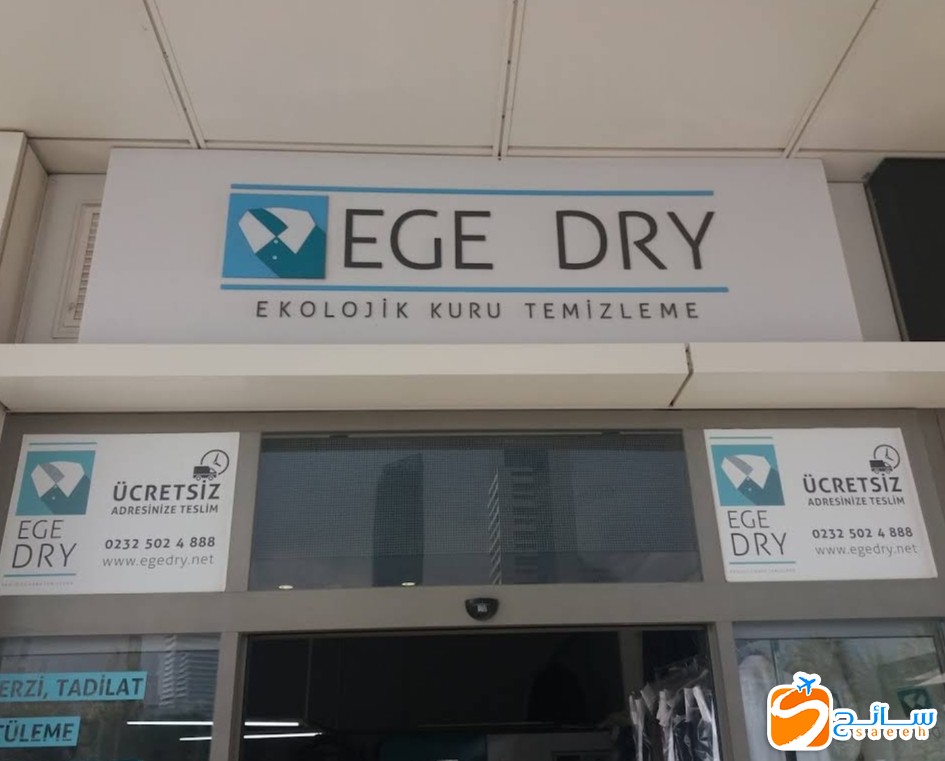 EGE DRY
EKOLOJİK KURU TEMİZLEME
ÜCRETSİZ
ADRESİNİZE TESLİM
EGE
DRY
0232 502 4 888
www.egedry.net
ÜCRETSİZ
ADRESİNİZE TESLİM
EGE
DRY
0232 502 4 888
www.egedry.net
ERZİ, TADİLAT
TÜLEME
سائح
saeeh